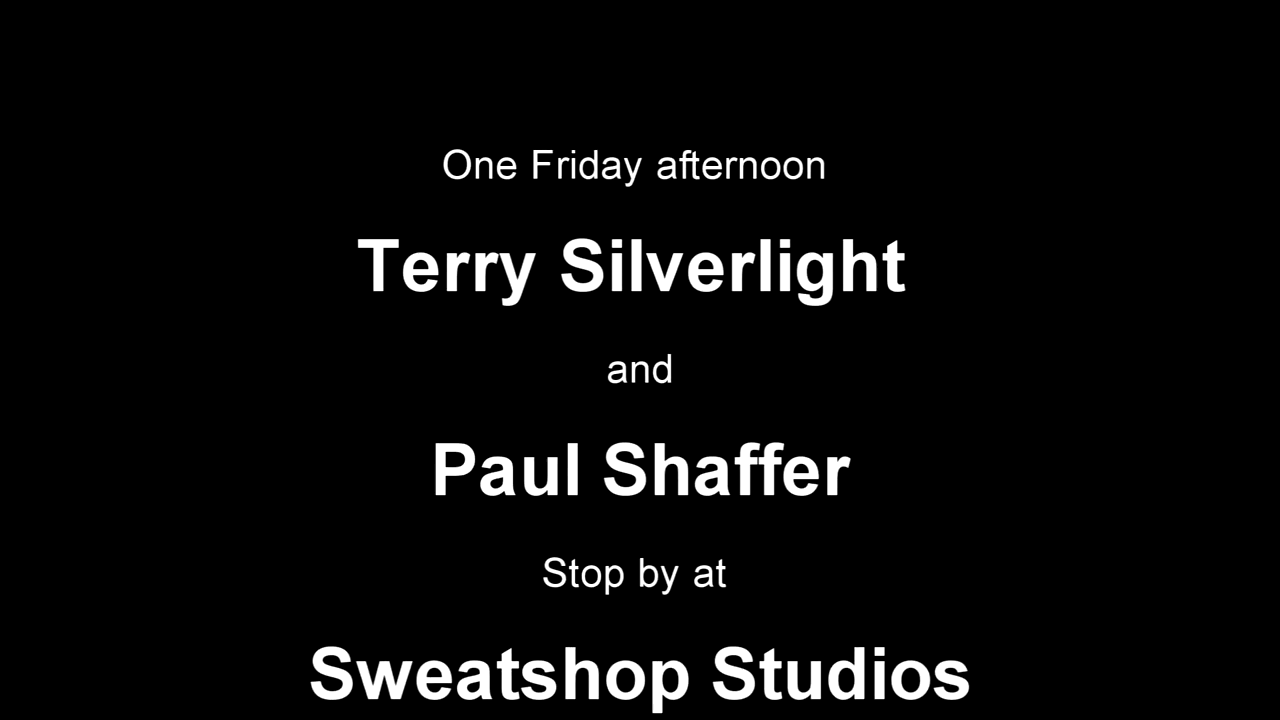 One Friday afternoon
Terry Silverlight
and
Paul Shaffer
Stop by at
Sweatshop Studios